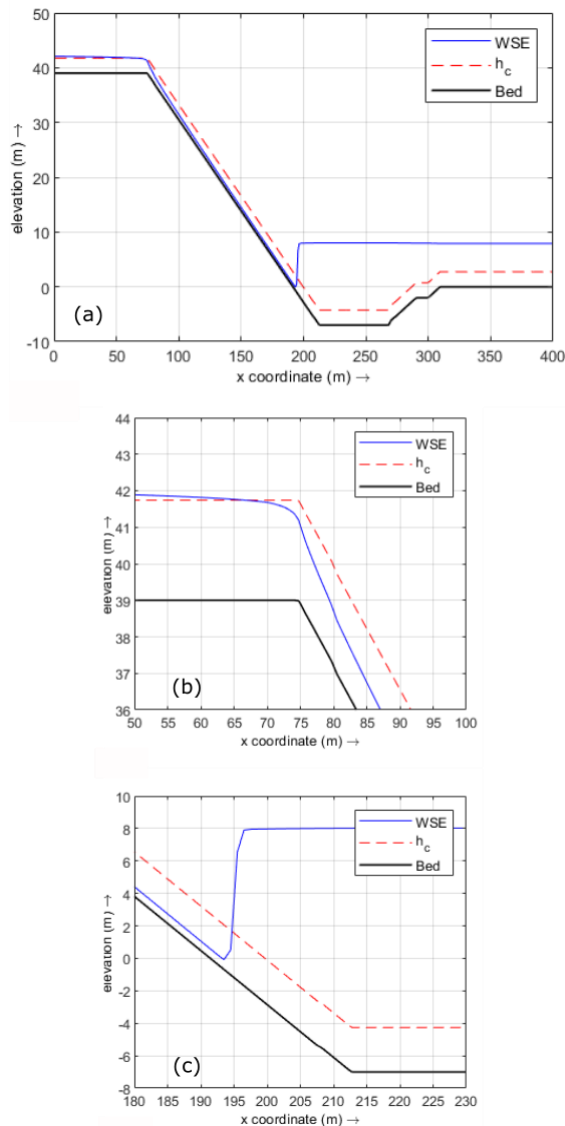 50
40
30
20
10
0
-10
elevation (m) →
WSE
h_c
Bed
(a)
0 50 100 150 200 250 300 350 400
x coordinate (m) →
44
43
42
41
40
39
38
37
36
elevation (m) →
WSE
h_c
Bed
(b)
50 55 60 65 70 75 80 85 90 95 100
x coordinate (m) →
10
8
6
4
2
0
-2
-4
-6
-8
elevation (m) →
WSE
h_c
Bed
(c)
180 185 190 195 200 205 210 215 220 225 230
x coordinate (m) →